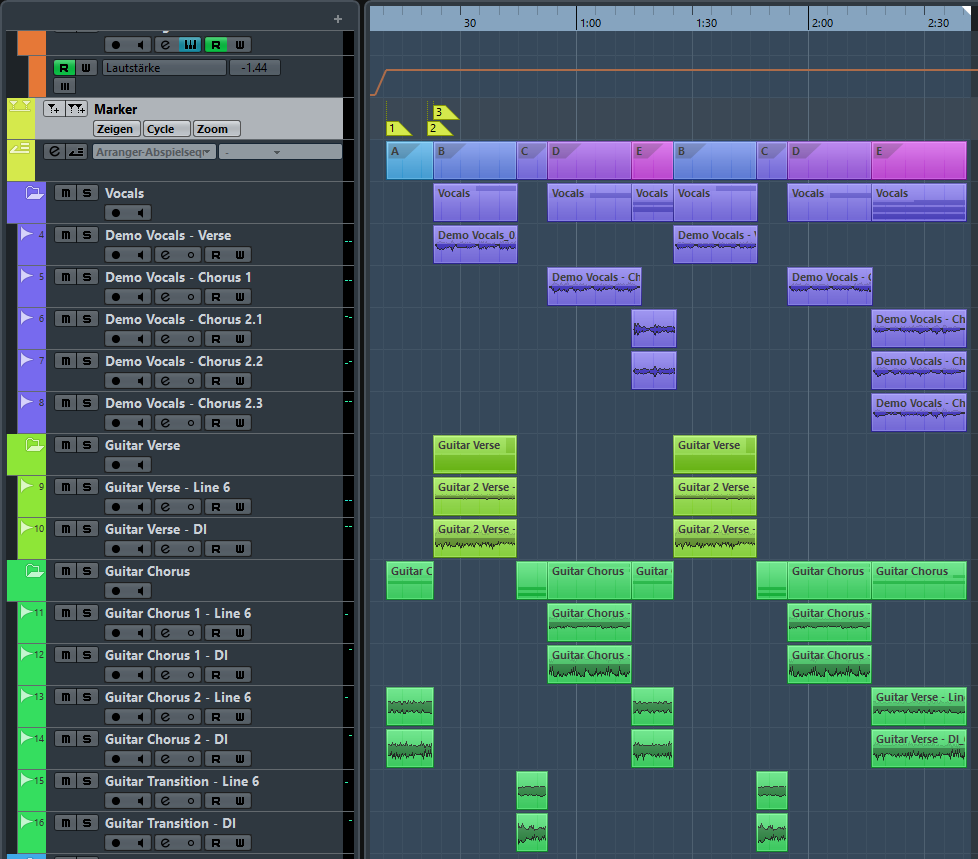 +
30 1:00 1:30 2:00 2:30
R W
R W Lautstärke -1.44
Marker
Zeigen Cycle Zoom
3
1 2
Arranger-Abspielseq -
A B C D E B C D E
m S Vocals
Vocals Vocals Vocals Vocals Vocals Vocals
4 m S Demo Vocals - Verse
R W
Demo Vocals_0 Demo Vocals -
5 m S Demo Vocals - Chorus 1
R W
Demo Vocals - Ch Demo Vocals -
6 m S Demo Vocals - Chorus 2.1
R W
Demo Vocals - Ch
7 m S Demo Vocals - Chorus 2.2
R W
Demo Vocals - Ch
8 m S Demo Vocals - Chorus 2.3
R W
Demo Vocals - Ch
m S Guitar Verse
Guitar Verse Guitar Verse
9 m S Guitar Verse - Line 6
R W
Guitar 2 Verse - Guitar 2 Verse -
10 m S Guitar Verse - DI
R W
Guitar 2 Verse - Guitar 2 Verse -
m S Guitar Chorus
Guitar C Guitar Chorus Guitar Guitar Chorus Guitar Chorus
11 m S Guitar Chorus 1 - Line 6
R W
Guitar Chorus - Guitar Chorus -
12 m S Guitar Chorus 1 - DI
R W
Guitar Chorus - Guitar Chorus -
13 m S Guitar Chorus 2 - Line 6
R W
Guitar Verse - Lin
14 m S Guitar Chorus 2 - DI
R W
Guitar Verse - DI_
15 m S Guitar Transition - Line 6
R W
16 m S Guitar Transition - DI
R W